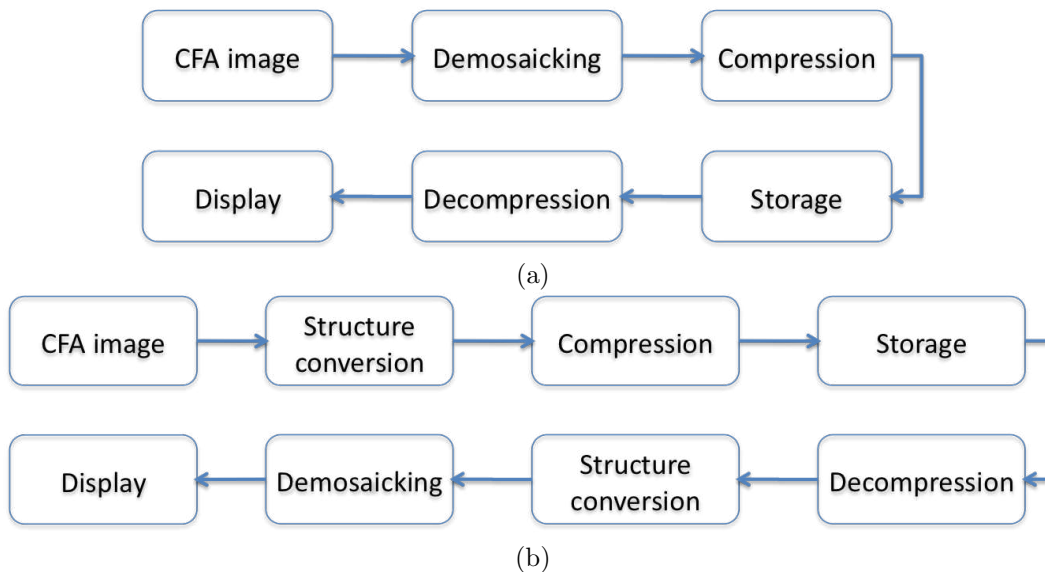 CFA image
Demosaicking
Compression
Display
Decompression
Storage
(a)
CFA image
Structure
conversion
Compression
Storage
Display
Demosaicking
Structure
conversion
Decompression
(b)